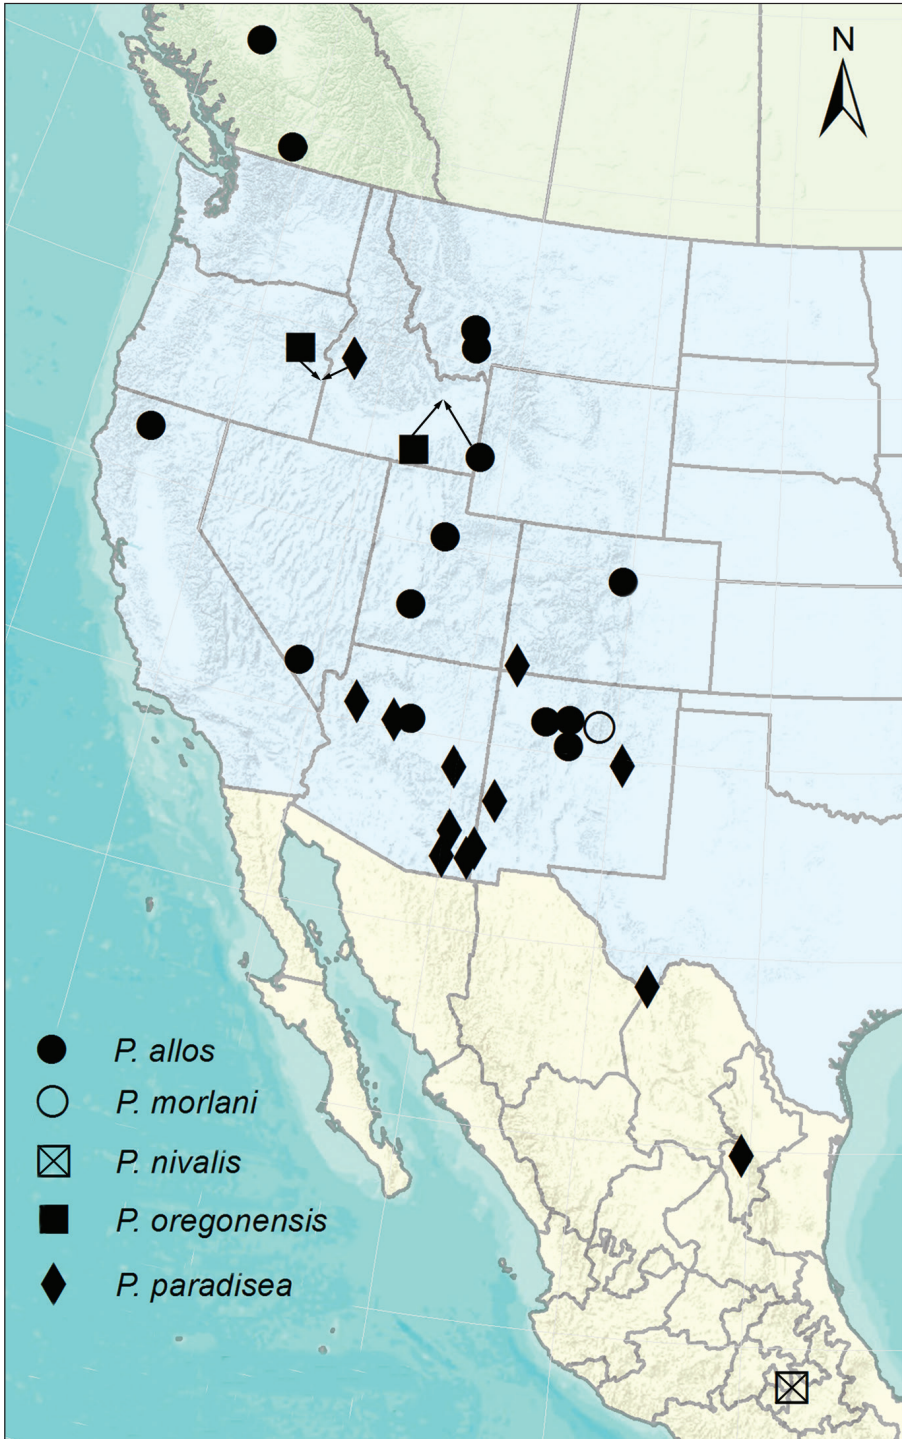 N
P. allos
P. morlani
P. nivalis
P. oregonensis
P. paradisea